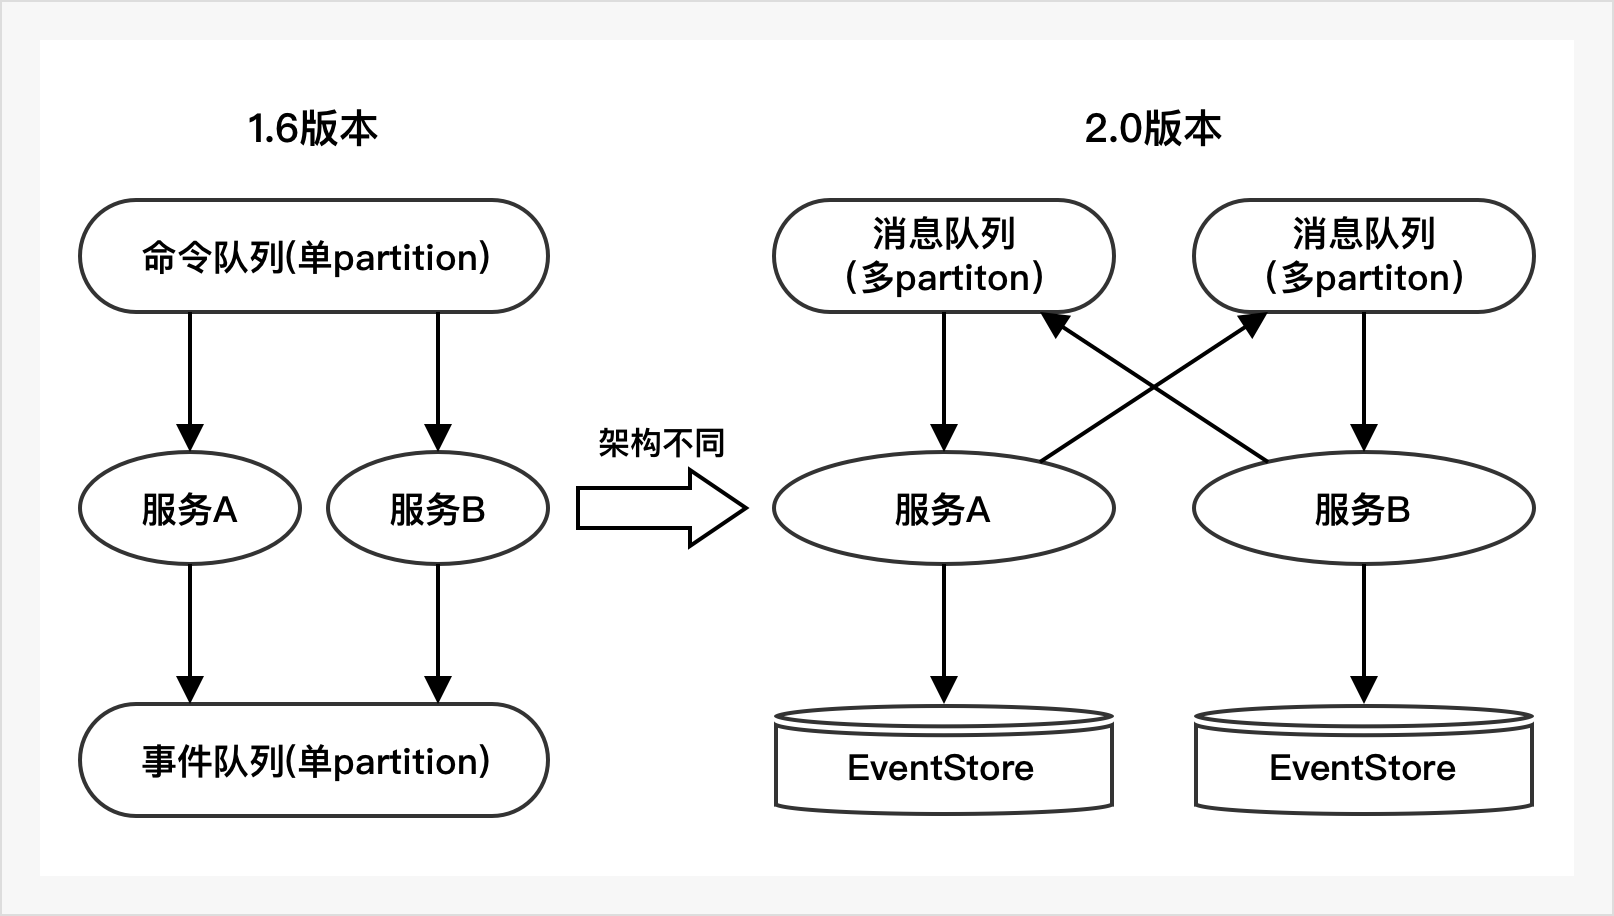 1.6版本
2.0版本
命令队列(单partition)
消息队列
（多partiton）
消息队列
（多partiton）
架构不同
服务A
服务B
服务A
服务B
事件队列(单partition)
EventStore
EventStore